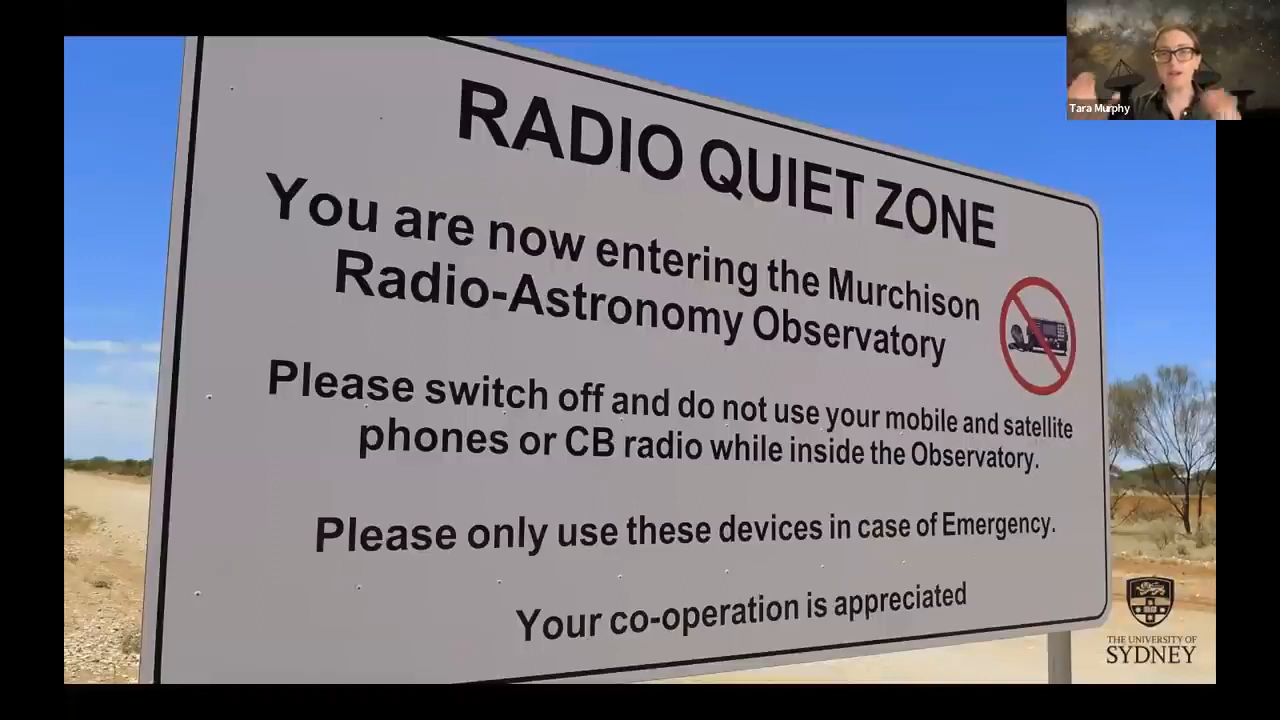 Tara Murphy
RADIO QUIET ZONE
You are now entering the Murchison
Radio-Astronomy Observatory
Please switch off and do not use your mobile and satellite
phones or CB radio while inside the Observatory.
Please only use these devices in case of Emergency.
Your co-operation is appreciated
THE UNIVERSITY OF
SYDNEY